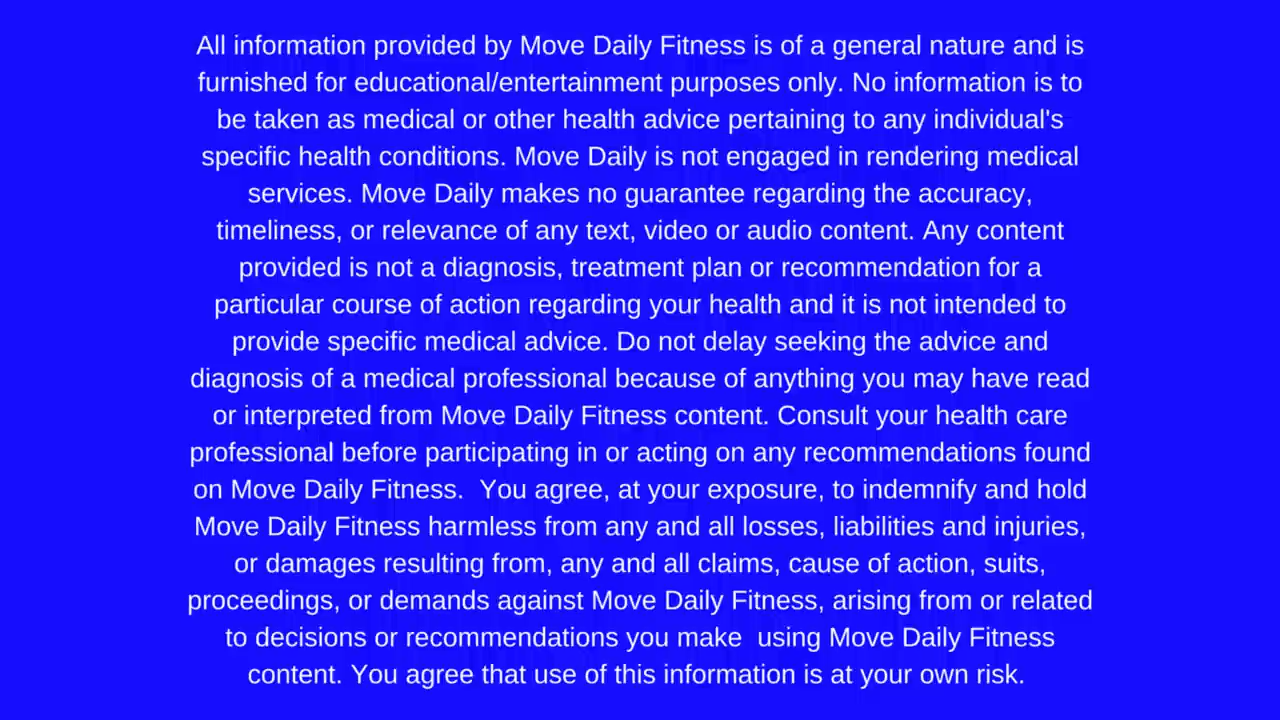 All information provided by Move Daily Fitness is of a general nature and is
furnished for educational/entertainment purposes only. No information is to
be taken as medical or other health advice pertaining to any individual's
specific health conditions. Move Daily is not engaged in rendering medical
services. Move Daily makes no guarantee regarding the accuracy,
timeliness, or relevance of any text, video or audio content. Any content
provided is not a diagnosis, treatment plan or recommendation for a
particular course of action regarding your health and it is not intended to
provide specific medical advice. Do not delay seeking the advice and
diagnosis of a medical professional because of anything you may have read
or interpreted from Move Daily Fitness content. Consult your health care
professional before participating in or acting on any recommendations found
on Move Daily Fitness.  You agree, at your exposure, to indemnify and hold
Move Daily Fitness harmless from any and all losses, liabilities and injuries,
or damages resulting from, any and all claims, cause of action, suits,
proceedings, or demands against Move Daily Fitness, arising from or related
to decisions or recommendations you make  using Move Daily Fitness
content. You agree that use of this information is at your own risk.